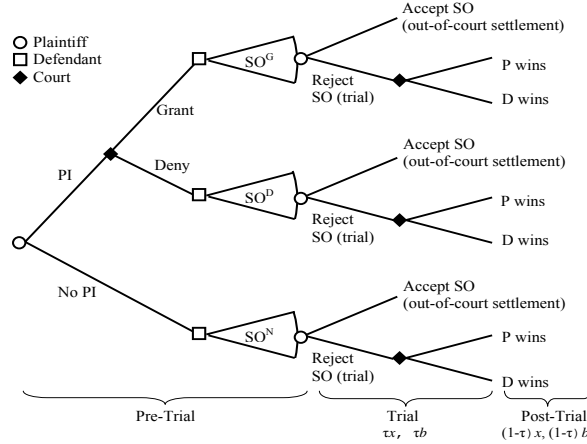 Plaintiff
Defendant
Court
Accept SO
(out-of-court settlement)
SO^G
Reject
SO (trial)
P wins
D wins
Grant
PI
Deny
Accept SO
(out-of-court settlement)
SO^D
Reject
SO (trial)
P wins
D wins
No PI
Accept SO
(out-of-court settlement)
SO^N
Reject
SO (trial)
P wins
D wins
Pre-Trial
Trial
τx, τb
Post-Trial
(1-τ) x, (1-τ) b